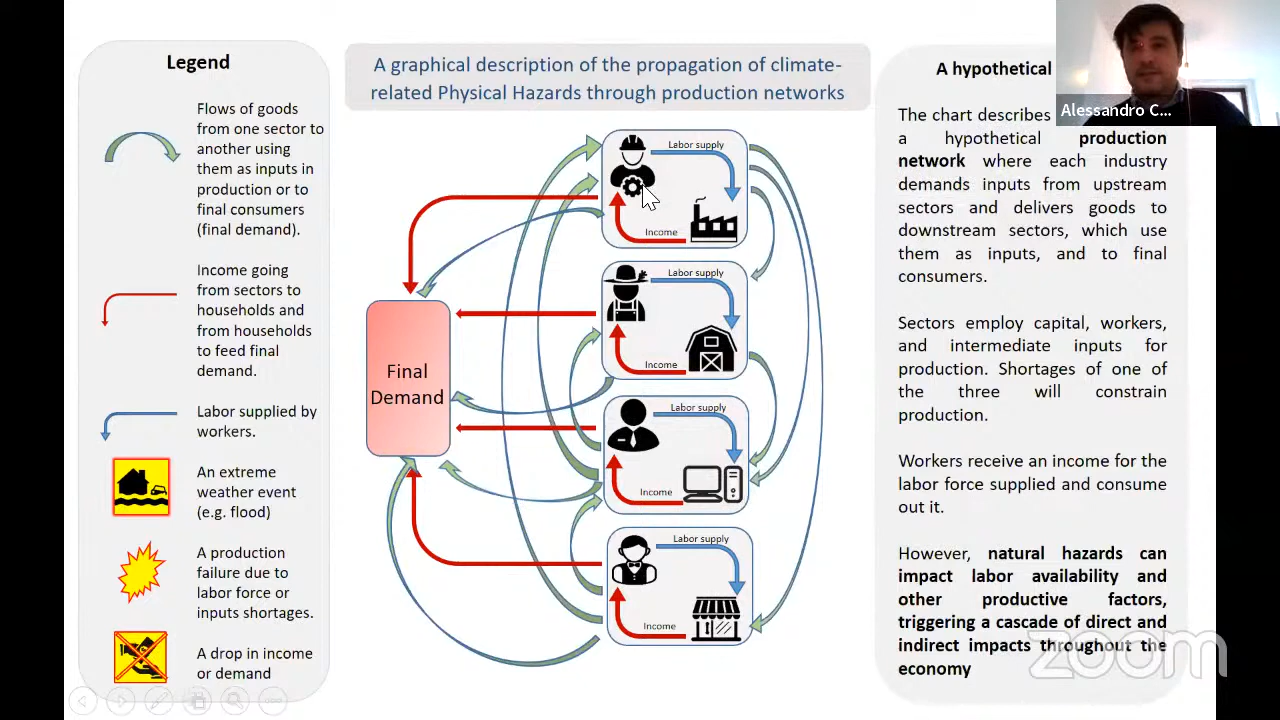 Legend
Flows of goods
from one sector to
another using
them as inputs in
production or to
final consumers
(final demand).
Income going
from sectors to
households and
from households
to feed final
demand.
Labor supplied by
workers.
An extreme
weather event
(e.g. flood)
A production
failure due to
labor force or
inputs shortages.
A drop in income
or demand
A graphical description of the propagation of climate-
related Physical Hazards through production networks
Labor supply
Income
Labor supply
Income
Final
Demand
Labor supply
Income
Labor supply
Income
A hypothetical
The chart describes
a hypothetical production
network where each industry
demands inputs from upstream
sectors and delivers goods to
downstream sectors, which use
them as inputs, and to final
consumers.
Sectors employ capital, workers,
and intermediate inputs for
production. Shortages of one of
the three will constrain
production.
Workers receive an income for the
labor force supplied and consume
out it.
However, natural hazards can
impact labor availability and
other productive factors,
triggering a cascade of direct and
indirect impacts throughout the
economy
Alessandro C...
zoom